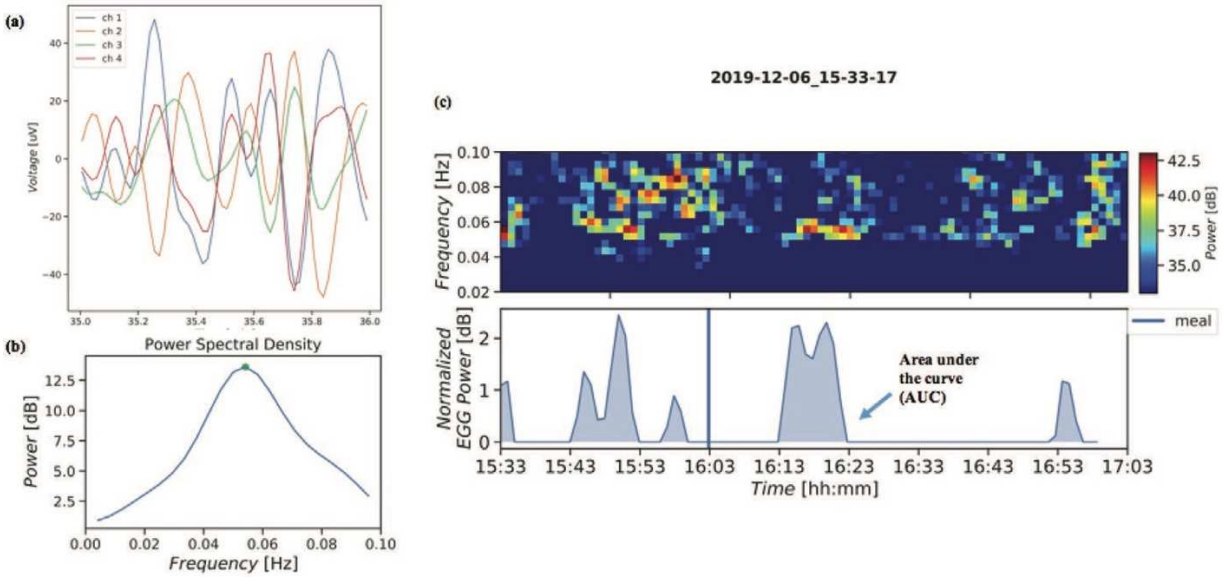 (a)
ch 1
ch 2
ch 3
ch 4
Voltage [uV]
40
20
0
−20
−40
35.0
35.2
35.4
35.6
35.8
36.0
(b)
Power Spectral Density
Power [dB]
12.5
10.0
7.5
5.0
2.5
0.00
0.02
0.04
0.06
0.08
0.10
Frequency [Hz]
2019-12-06_15-33-17
(c)
Frequency [Hz]
0.10
0.08
0.06
0.04
0.02
42.5
40.0
37.5
35.0
Power [dB]
Normalized
EGG Power [dB]
2
1
0
meal
Area under
the curve
(AUC)
15:33
15:43
15:53
16:03
16:13
16:23
16:33
16:43
16:53
17:03
Time [hh:mm]